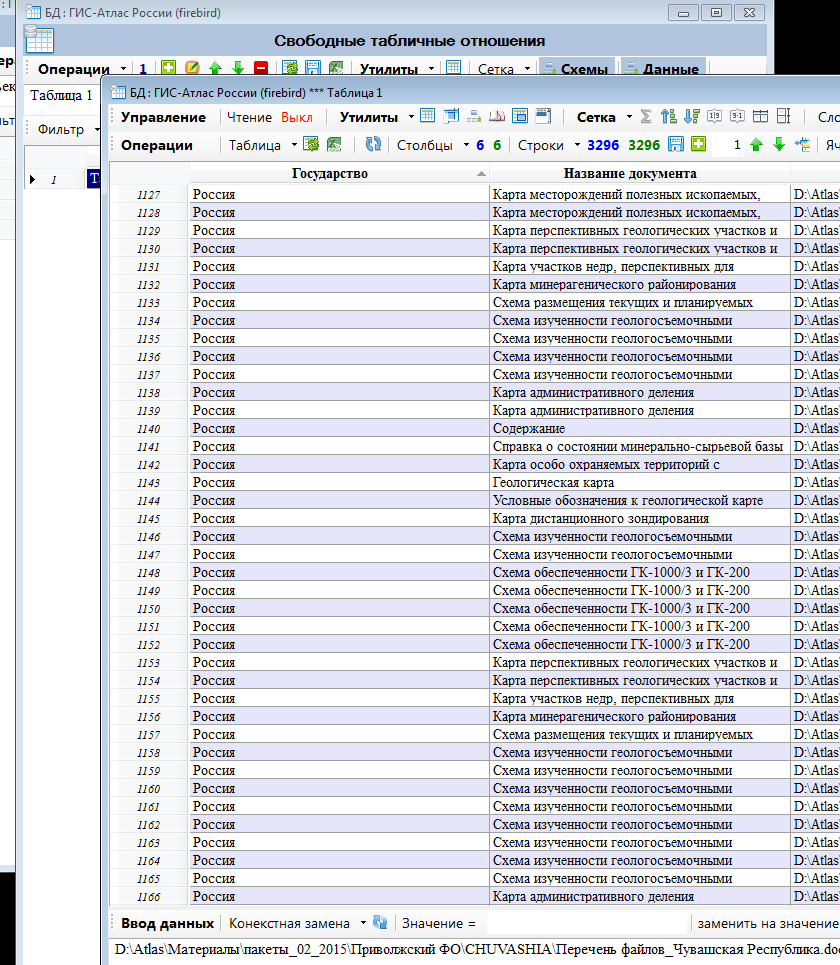 БД : ГИС-Атлас России (firebird)
Свободные табличные отношения
Операции 1 Утилиты Сетка Схемы Данные
Таблица 1
Фильтр
1 Т
БД : ГИС-Атлас России (firebird) *** Таблица1
Управление Чтение Выкл Утилиты Сетка
Операции Таблица Столбцы 6 6 Строки 3296 3296 1
Государство Название документа
1127 Россия Карта месторождений полезных ископаемых, D:\Atlas\
1128 Россия Карта месторождений полезных ископаемых, D:\Atlas\
1129 Россия Карта перспективных геологических участков и D:\Atlas\
1130 Россия Карта перспективных геологических участков и D:\Atlas\
1131 Россия Карта участков недр, перспективных для D:\Atlas\
1132 Россия Карта минерагенического районирования D:\Atlas\
1133 Россия Схема размещения текущих и планируемых D:\Atlas\
1134 Россия Схема изученности геологосъемочными D:\Atlas\
1135 Россия Схема изученности геологосъемочными D:\Atlas\
1136 Россия Схема изученности геологосъемочными D:\Atlas\
1137 Россия Схема изученности геологосъемочными D:\Atlas\
1138 Россия Карта административного деления D:\Atlas\
1139 Россия Карта административного деления D:\Atlas\
1140 Россия Содержание D:\Atlas\
1141 Россия Справка о состоянии минерально-сырьевой базы D:\Atlas\
1142 Россия Карта особо охраняемых территорий с D:\Atlas\
1143 Россия Геологическая карта D:\Atlas\
1144 Россия Условные обозначения к геологической карте D:\Atlas\
1145 Россия Карта дистанционного зондирования D:\Atlas\
1146 Россия Схема изученности геологосъемочными D:\Atlas\
1147 Россия Схема изученности геологосъемочными D:\Atlas\
1148 Россия Схема обеспеченности ГК-1000/3 и ГК-200 D:\Atlas\
1149 Россия Схема обеспеченности ГК-1000/3 и ГК-200 D:\Atlas\
1150 Россия Схема обеспеченности ГК-1000/3 и ГК-200 D:\Atlas\
1151 Россия Схема обеспеченности ГК-1000/3 и ГК-200 D:\Atlas\
1152 Россия Схема обеспеченности ГК-1000/3 и ГК-200 D:\Atlas\
1153 Россия Карта перспективных геологических участков и D:\Atlas\
1154 Россия Карта перспективных геологических участков и D:\Atlas\
1155 Россия Карта участков недр, перспективных для D:\Atlas\
1156 Россия Карта минерагенического районирования D:\Atlas\
1157 Россия Схема размещения текущих и планируемых D:\Atlas\
1158 Россия Схема изученности геологосъемочными D:\Atlas\
1159 Россия Схема изученности геологосъемочными D:\Atlas\
1160 Россия Схема изученности геологосъемочными D:\Atlas\
1161 Россия Схема изученности геологосъемочными D:\Atlas\
1162 Россия Схема изученности геологосъемочными D:\Atlas\
1163 Россия Схема изученности геологосъемочными D:\Atlas\
1164 Россия Схема изученности геологосъемочными D:\Atlas\
1165 Россия Схема изученности геологосъемочными D:\Atlas\
1166 Россия Карта административного деления D:\Atlas\
Ввод данных Конекстная замена Значение = заменить на значение
D:\Atlas\Материалы\пакеты_02_2015\Приволжский ФО\CHUVASHIA\Перечень файлов_Чувашская Республика.doc